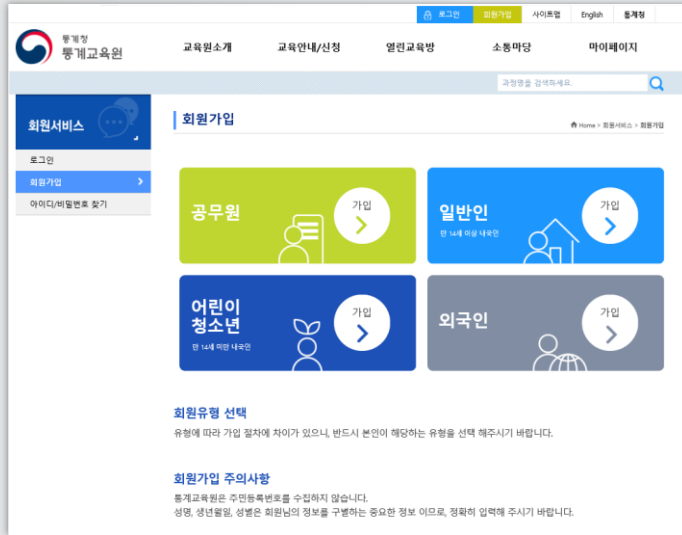 로그인 회원가입 사이트맵 English 통계청
통계청
통계교육원
교육원소개 교육안내/신청 열린교육방 소통마당 마이페이지
과정명을 검색하세요.
회원서비스
로그인
회원가입
아이디/비밀번호 찾기
회원가입
Home > 회원서비스 > 회원가입
공무원
가입
일반인
만 14세 이상 내국인
가입
어린이
청소년
만 14세 미만 내국인
가입
외국인
가입
회원유형 선택
유형에 따라 가입 절차에 차이가 있으니, 반드시 본인이 해당하는 유형을 선택 해주시기 바랍니다.
회원가입 주의사항
통계교육원은 주민등록번호를 수집하지 않습니다.
성명, 생년월일, 성별은 회원님의 정보를 구별하는 중요한 정보 이므로, 정확히 입력해 주시기 바랍니다.